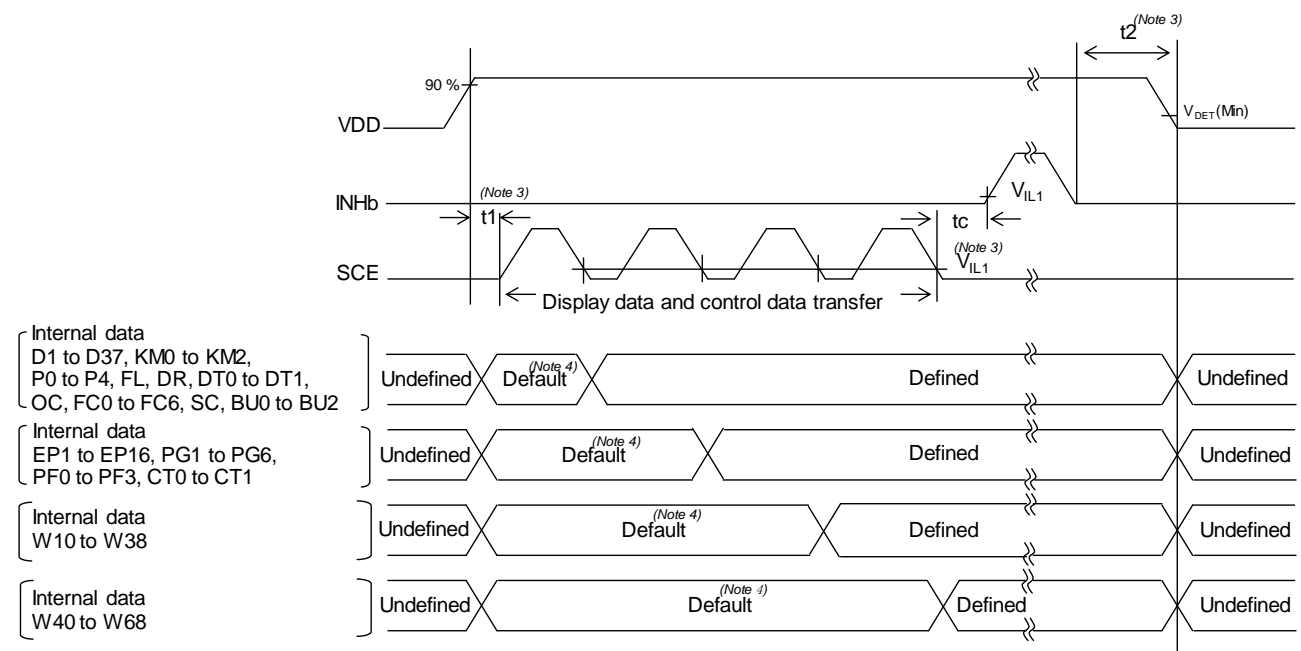 t2(Note 3)
90 %
VDD
VDET(Min)
INHb
(Note 3)
t1
VIL1
tc
(Note 3)
VIL1
SCE
Display data and control data transfer
Internal data
D1 to D37, KM0 to KM2,
P0 to P4, FL, DR, DT0 to DT1,
OC, FC0 to FC6, SC, BU0 to BU2
Undefined
Default(Note 4)
Defined
Undefined
Internal data
EP1 to EP16, PG1 to PG6,
PF0 to PF3, CT0 to CT1
Undefined
Default(Note 4)
Defined
Undefined
Internal data
W10 to W38
Undefined
Default(Note 4)
Defined
Undefined
Internal data
W40 to W68
Undefined
Default(Note 4)
Defined
Undefined